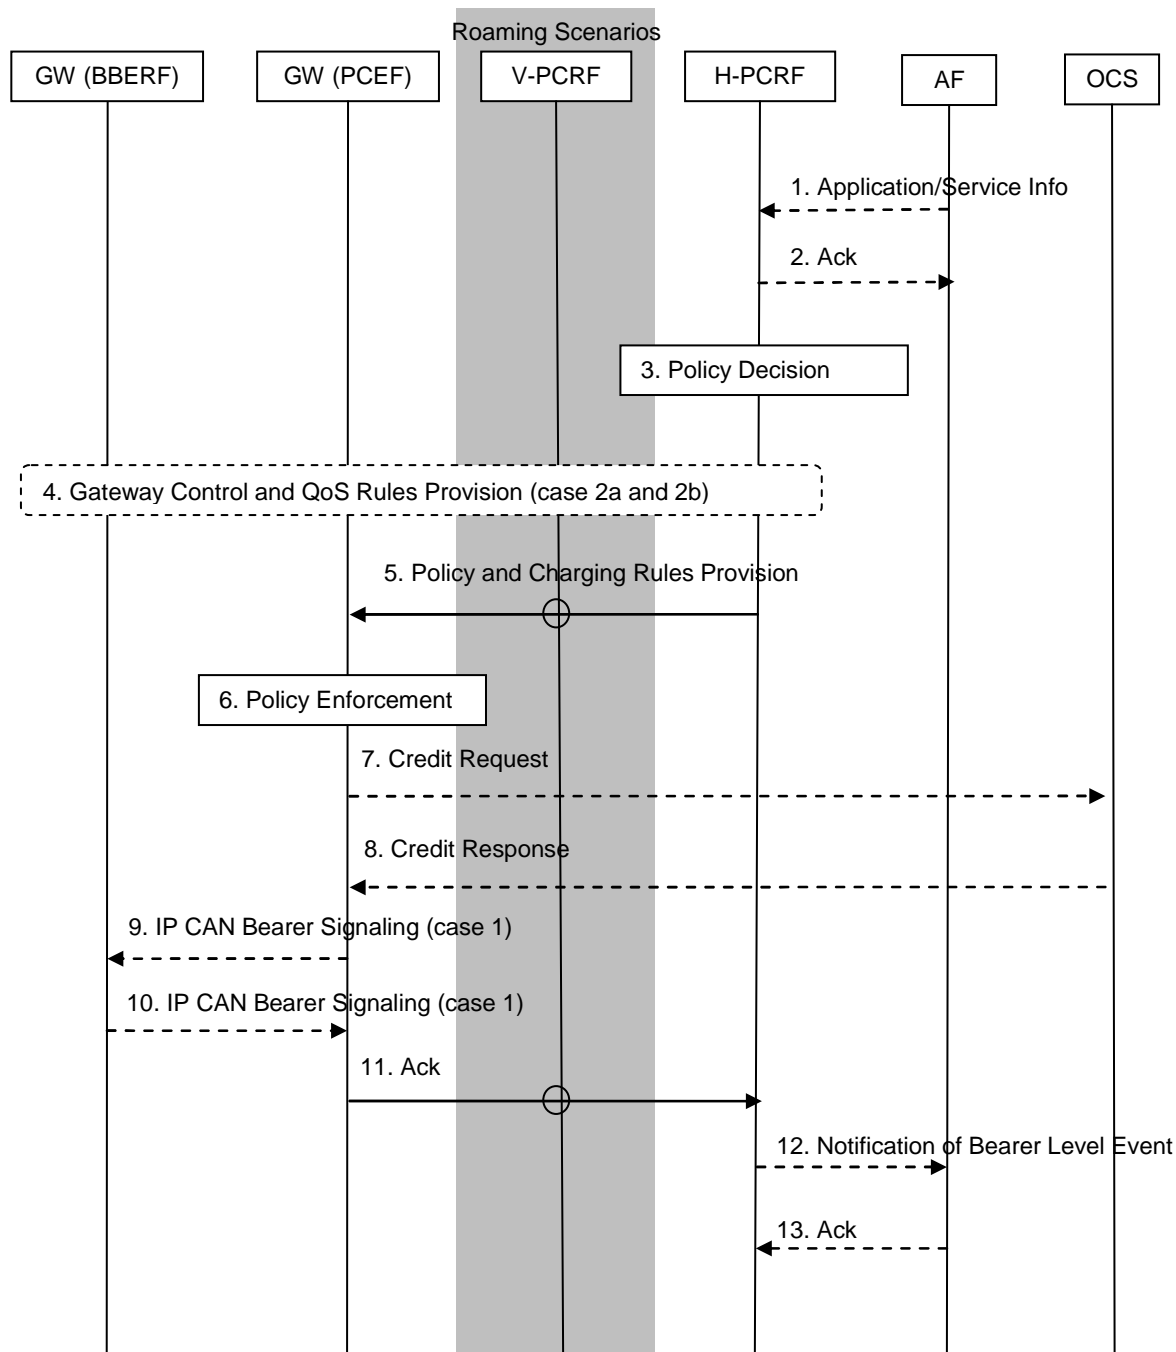 Roaming Scenarios
GW (BBERF)
GW (PCEF)
V-PCRF
H-PCRF
AF
OCS
1. Application/Service Info
2. Ack
3. Policy Decision
4. Gateway Control and QoS Rules Provision (case 2a and 2b)
5. Policy and Charging Rules Provision
6. Policy Enforcement
7. Credit Request
8. Credit Response
9. IP CAN Bearer Signaling (case 1)
10. IP CAN Bearer Signaling (case 1)
11. Ack
12. Notification of Bearer Level Event
13. Ack